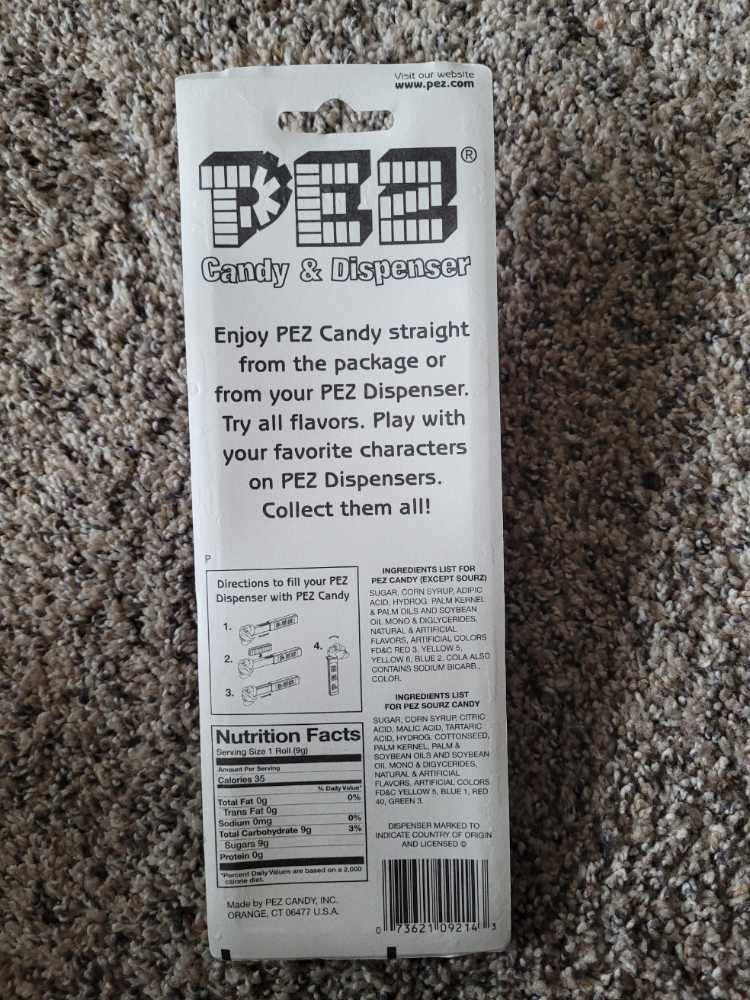 Visit our website
www.pez.com
PEZ®
Candy & Dispenser
Enjoy PEZ Candy straight
from the package or
from your PEZ Dispenser.
Try all flavors. Play with
your favorite characters
on PEZ Dispensers.
Collect them all!
P
Directions to fill your PEZ
Dispenser with PEZ Candy
1.
2.
3.
4.
INGREDIENTS LIST FOR
PEZ CANDY (EXCEPT SOURZ)
SUGAR, CORN SYRUP, ADIPIC
ACID, HYDROG. PALM KERNEL
& PALM OILS AND SOYBEAN
OIL, MONO & DIGLYCERIDES,
NATURAL & ARTIFICIAL
FLAVORS, ARTIFICIAL COLORS
FD&C RED 3, YELLOW 5,
YELLOW 6, BLUE 2. COLA ALSO
CONTAINS SODIUM BICARB.,
COLOR.
INGREDIENTS LIST
FOR PEZ SOURZ CANDY
SUGAR, CORN SYRUP, CITRIC
ACID, MALIC ACID, TARTARIC
ACID, HYDROG. COTTONSEED,
PALM KERNEL, PALM &
SOYBEAN OILS AND SOYBEAN
OIL, MONO & DIGYCERIDES,
NATURAL & ARTIFICIAL
FLAVORS, ARTIFICIAL COLORS
FD&C YELLOW 5, BLUE 1, RED
40, GREEN 3.
Nutrition Facts
Serving Size 1 Roll (9g)
Amount Per Serving
Calories 35
% Daily Value*
Total Fat 0g 0%
Trans Fat 0g
Sodium 0mg 0%
Total Carbohydrate 9g 3%
Sugars 9g
Protein 0g
*Percent Daily Values are based on a 2,000
calorie diet.
Made by PEZ CANDY, INC.
ORANGE, CT 06477 U.S.A.
DISPENSER MARKED TO
INDICATE COUNTRY OF ORIGIN
AND LICENSED ©
0 73621 09214 3